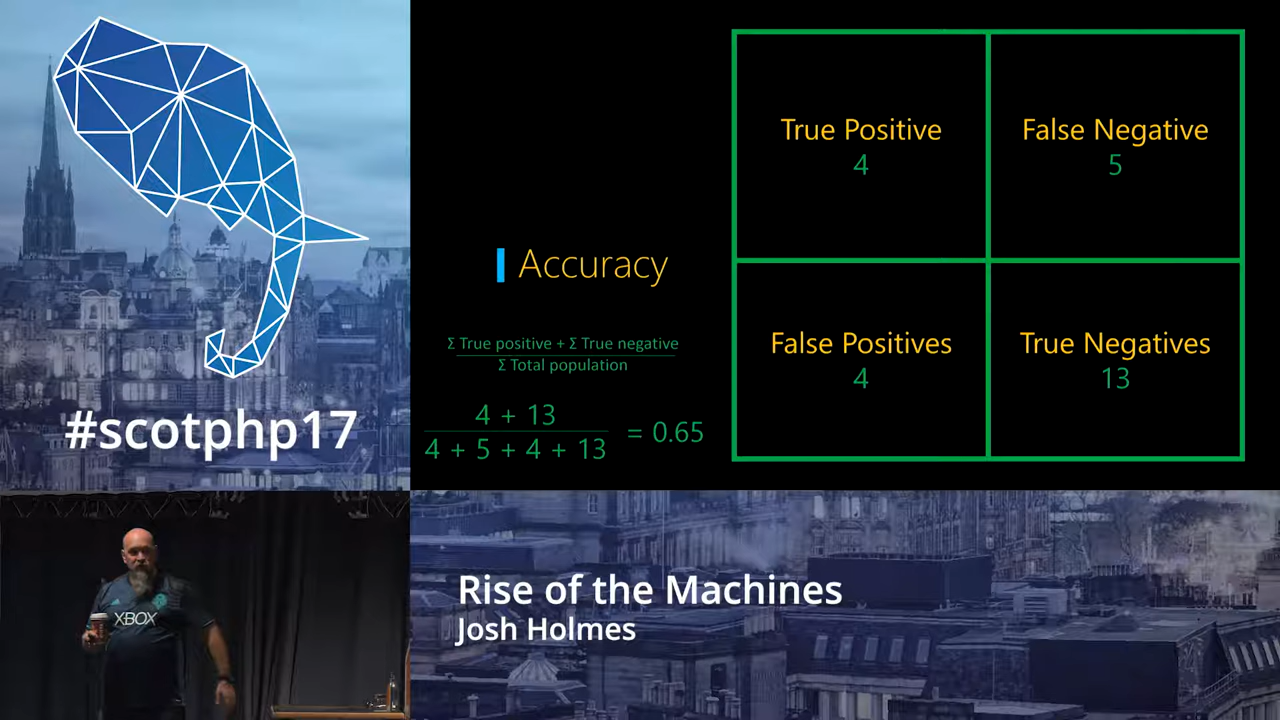 #scotphp17
Accuracy
Σ True positive + Σ True negative
Σ Total population
4 + 13
4 + 5 + 4 + 13
= 0.65
True Positive
4
False Negative
5
False Positives
4
True Negatives
13
XBOX
Rise of the Machines
Josh Holmes